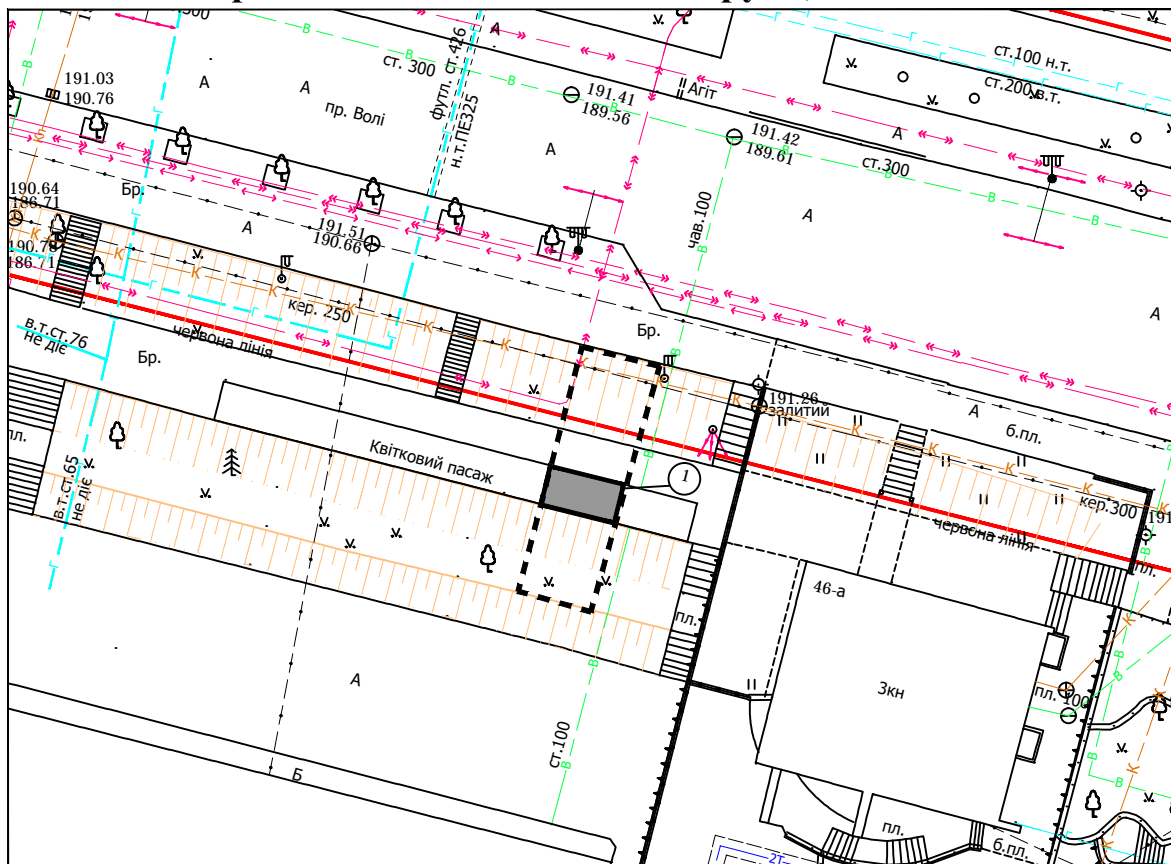 ст.100 н.т.
ст.200 в.т.
А
ст. 300
футл. ст.426
н.т.ПЕ325
191.03
190.76
А
А
пр. Волі
191.41
189.56
Агіт
А
191.42
189.61
А
ст.300
190.64
186.71
Бр.
А
191.51
190.66
чав.100
А
190.78
186.71
К
кер. 250
червона лінія
в.т.ст.76
не діє
Бр.
Бр.
А
191.26
залитий
А
б.пл.
пл.
Квітковий пасаж
1
кер.300
червона лінія
пл.
в.т.ст.65
не діє
46-а
пл.
А
3кн
пл. 100
ст.100
Б
пл.
б.пл.
2Т